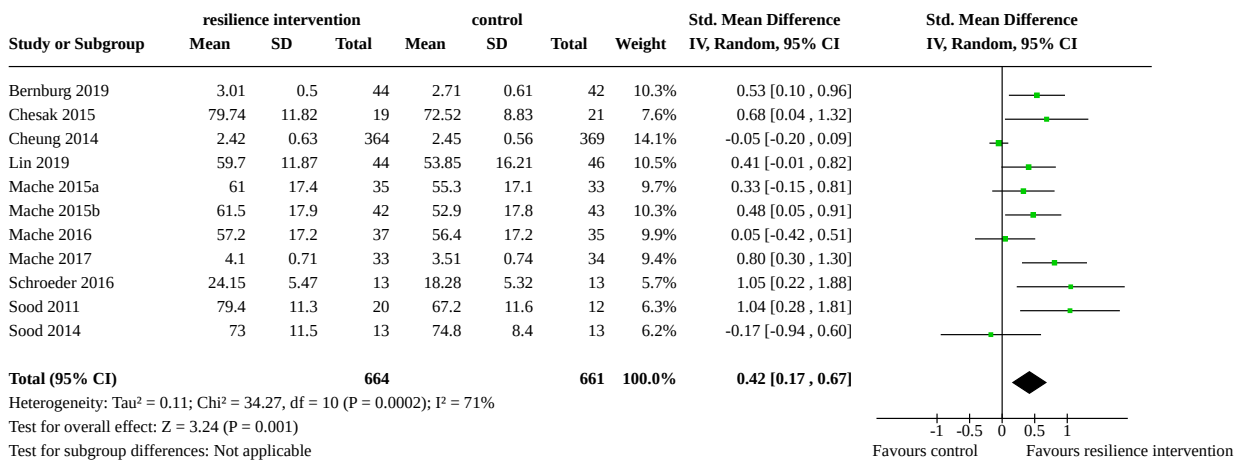 resilience intervention control Std. Mean Difference Std. Mean Difference
Study or Subgroup Mean SD Total Mean SD Total Weight IV, Random, 95% CI IV, Random, 95% CI
Bernburg 2019 3.01 0.5 44 2.71 0.61 42 10.3% 0.53 [0.10 , 0.96]
Chesak 2015 79.74 11.82 19 72.52 8.83 21 7.6% 0.68 [0.04 , 1.32]
Cheung 2014 2.42 0.63 364 2.45 0.56 369 14.1% -0.05 [-0.20 , 0.09]
Lin 2019 59.7 11.87 44 53.85 16.21 46 10.5% 0.41 [-0.01 , 0.82]
Mache 2015a 61 17.4 35 55.3 17.1 33 9.7% 0.33 [-0.15 , 0.81]
Mache 2015b 61.5 17.9 42 52.9 17.8 43 10.3% 0.48 [0.05 , 0.91]
Mache 2016 57.2 17.2 37 56.4 17.2 35 9.9% 0.05 [-0.42 , 0.51]
Mache 2017 4.1 0.71 33 3.51 0.74 34 9.4% 0.80 [0.30 , 1.30]
Schroeder 2016 24.15 5.47 13 18.28 5.32 13 5.7% 1.05 [0.22 , 1.88]
Sood 2011 79.4 11.3 20 67.2 11.6 12 6.3% 1.04 [0.28 , 1.81]
Sood 2014 73 11.5 13 74.8 8.4 13 6.2% -0.17 [-0.94 , 0.60]
Total (95% CI) 664 661 100.0% 0.42 [0.17 , 0.67]
Heterogeneity: Tau² = 0.11; Chi² = 34.27, df = 10 (P = 0.0002); I² = 71%
Test for overall effect: Z = 3.24 (P = 0.001)
-1 -0.5 0 0.5 1
Test for subgroup differences: Not applicable
Favours control Favours resilience intervention